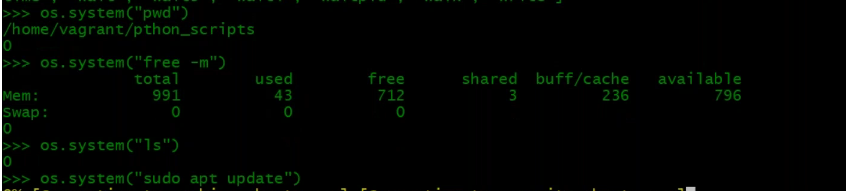 >>> os.system("pwd")
/home/vagrant/pthon_scripts
0
>>> os.system("free -m")
total used free shared buff/cache available
Mem: 991 43 712 3 236 796
Swap: 0 0 0
0
>>> os.system("ls")
0
>>> os.system("sudo apt update")